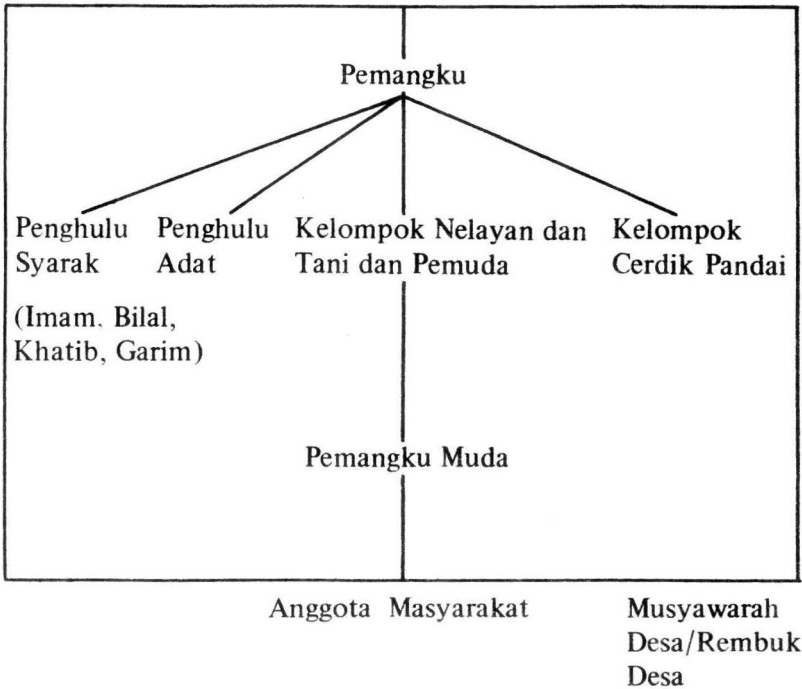 Pemangku
Penghulu Syarak
Penghulu Adat
Kelompok Nelayan dan Tani dan Pemuda
Kelompok Cerdik Pandai
(Imam. Bilal,
Khatib, Garim)
Pemangku Muda
Anggota Masyarakat
Musyawarah
Desa/Rembuk
Desa